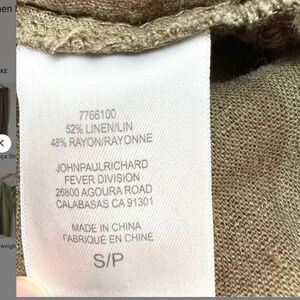 7766100
52% LINEN/LIN
48% RAYON/RAYONNE
JOHNPAULRICHARD
FEVER DIVISION
26800 AGOURA ROAD
CALABASAS CA 91301
MADE IN CHINA
FABRIQUÉ EN CHINE
S/P